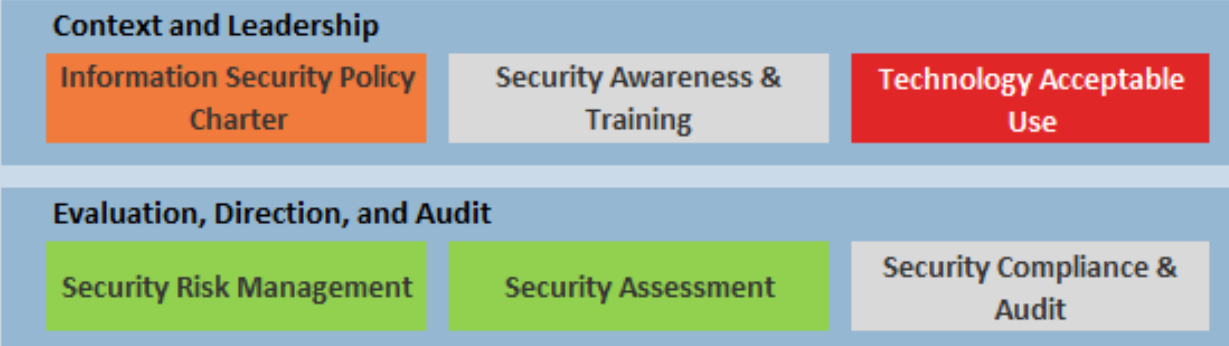 Context and Leadership
Information Security Policy
Charter
Security Awareness &
Training
Technology Acceptable
Use
Evaluation, Direction, and Audit
Security Risk Management
Security Assessment
Security Compliance &
Audit